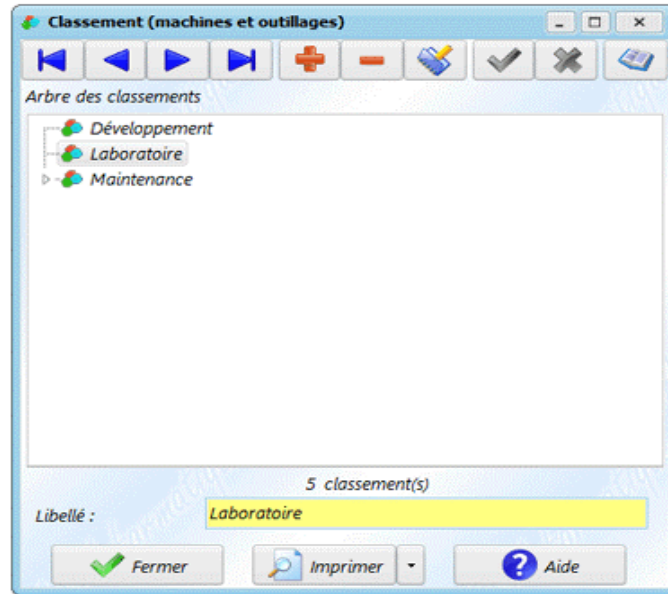 Classement (machines et outillages)
Arbre des classements
Développement
Laboratoire
Maintenance
5 classement(s)
Libellé : Laboratoire
Fermer Imprimer Aide